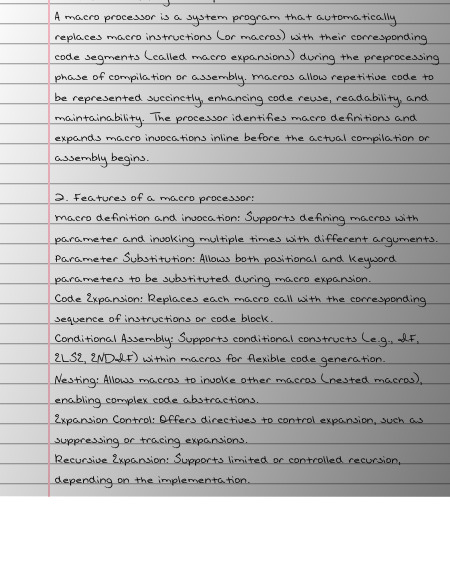 A macro processor is a system program that automatically
replaces macro instructions (or macros) with their corresponding
code segments (called macro expansions) during the preprocessing
phase of compilation or assembly. Macros allow repetitive code to
be represented succinctly, enhancing code reuse, readability, and
maintainability. The processor identifies macro definitions and
expands macro invocations inline before the actual compilation or
assembly begins.
2. Features of a macro processor:
Macro definition and invocation: Supports defining macros with
parameter and invoking multiple times with different arguments.
Parameter Substitution: Allows both positional and keyword
parameters to be substituted during macro expansion.
Code Expansion: Replaces each macro call with the corresponding
sequence of instructions or code block.
Conditional Assembly: Supports conditional constructs (e.g., IF,
ELSE, ENDIF) within macros for flexible code generation.
Nesting: Allows macros to invoke other macros (nested macros),
enabling complex code abstractions.
Expansion Control: Offers directives to control expansion, such as
suppressing or tracing expansions.
Recursive Expansion: Supports limited or controlled recursion,
depending on the implementation.